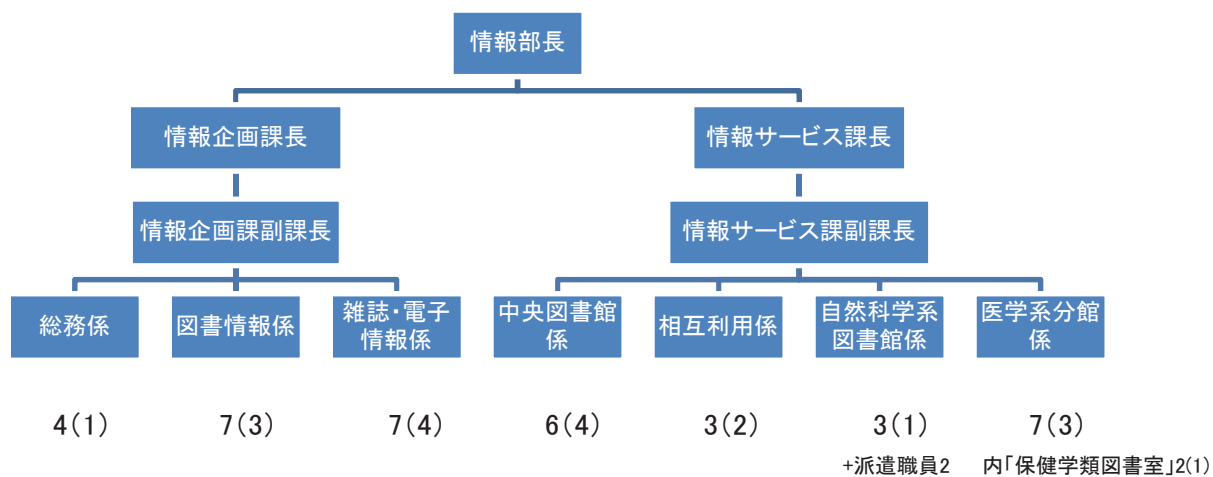 情報部長
情報企画課長
情報サービス課長
情報企画課副課長
情報サービス課副課長
総務係
図書情報係
雑誌・電子
情報係
中央図書館
係
相互利用係
自然科学系
図書館係
医学系分館
係
4(1)
7(3)
7(4)
6(4)
3(2)
3(1)
7(3)
+派遣職員2
内「保健学類図書室」2(1)